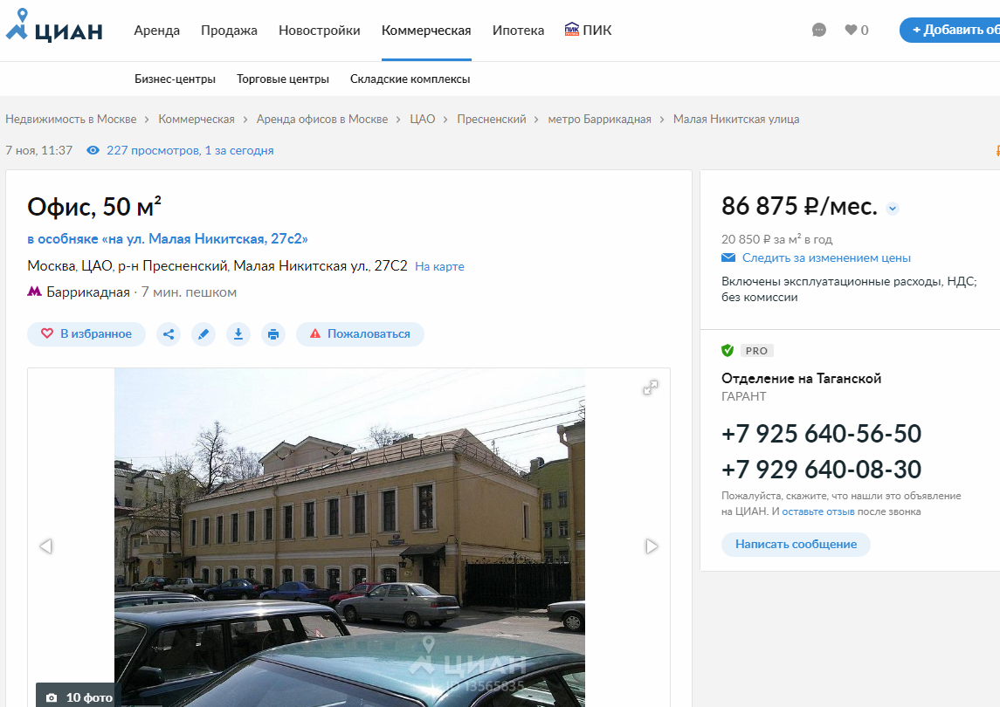 ЦИАН
Аренда Продажа Новостройки Коммерческая Ипотека ПИК ПИК
0
+ Добавить об
Бизнес-центры Торговые центры Складские комплексы
Недвижимость в Москве > Коммерческая > Аренда офисов в Москве > ЦАО > Пресненский > метро Баррикадная > Малая Никитская улица
7 ноя, 11:37 227 просмотров, 1 за сегодня
Офис, 50 м²
в особняке «на ул. Малая Никитская, 27с2»
Москва, ЦАО, р-н Пресненский, Малая Никитская ул., 27С2 На карте
Баррикадная · 7 мин. пешком
В избранное
Пожаловаться
ЦИАН
ID 13565835
10 фото
86 875 ₽/мес.
20 850 ₽ за м² в год
Следить за изменением цены
Включены эксплуатационные расходы, НДС;
без комиссии
PRO
Отделение на Таганской
ГАРАНТ
+7 925 640-56-50
+7 929 640-08-30
Пожалуйста, скажите, что нашли это объявление
на ЦИАН. И оставьте отзыв после звонка
Написать сообщение